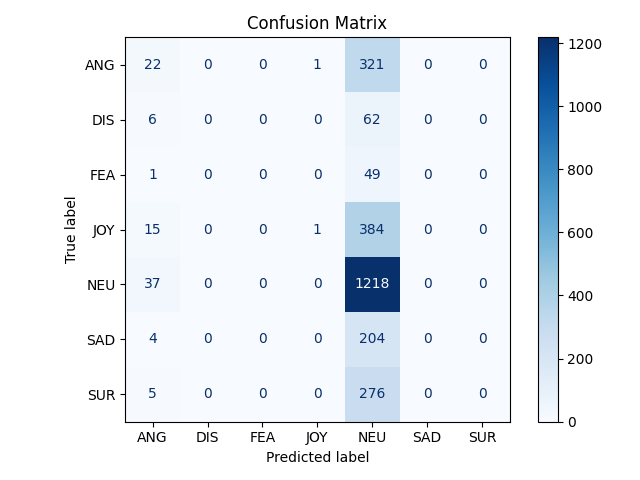 Confusion Matrix
ANG 22 0 0 1 321 0 0
DIS 6 0 0 0 62 0 0
FEA 1 0 0 0 49 0 0
JOY 15 0 0 1 384 0 0
NEU 37 0 0 0 1218 0 0
SAD 4 0 0 0 204 0 0
SUR 5 0 0 0 276 0 0
ANG DIS FEA JOY NEU SAD SUR
Predicted label
True label
1200
1000
800
600
400
200
0